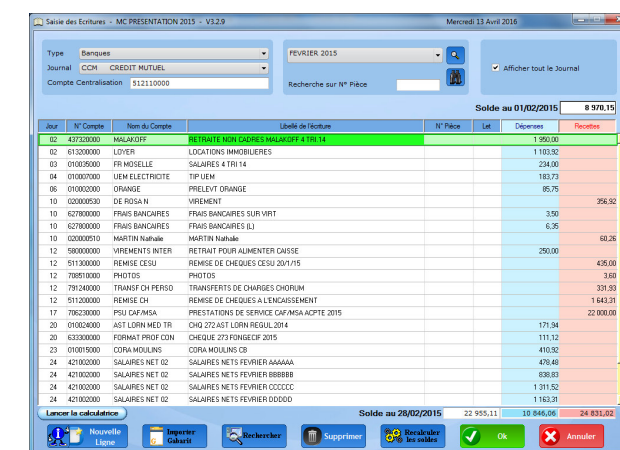 Saisie des Ecritures - MC PRESENTATION 2015 - V3.2.9 Mercredi 13 Avril 2016
Type Banques FEVRIER 2015
Journal CCM CREDIT MUTUEL Afficher tout le Journal
Compte Centralisation 512110000 Recherche sur N° Pièce
Solde au 01/02/2015 8 970,15
Jour N° Compte Nom du Compte Libellé de l'écriture N° Pièce Let. Dépenses Recettes
02 437320000 MALAKOFF RETRAITE NON CADRES MALAKOFF 4 TRI.14 1 950,00
02 613200000 LOYER LOCATIONS IMMOBILIERES 1 103,92
03 010035000 FR MOSELLE SALAIRES 4 TRI 14 234,00
04 010007000 UEM ELECTRICITE TIP UEM 183,73
06 010002000 ORANGE PRELEVT ORANGE 85,75
10 020000530 DE ROSA N VIREMENT 356,92
10 627800000 FRAIS BANCAIRES FRAIS BANCAIRES SUR VIRT 3,50
10 627800000 FRAIS BANCAIRES FRAIS BANCAIRES (L) 6,35
10 020000510 MARTIN Nathalie MARTIN Nathalie 60,26
12 580000000 VIREMENTS INTER RETRAIT POUR ALIMENTER CAISSE 250,00
12 511300000 REMISE CESU REMISE DE CHEQUES CESU 20/1/15 435,00
12 708510000 PHOTOS PHOTOS 3,60
12 791240000 TRANSF CH PERSO TRANSFERTS DE CHARGES CHORUM 331,93
12 511200000 REMISE CH REMISE DE CHEQUES A L'ENCAISSEMENT 1 643,31
17 706230000 PSU CAF/MSA PRESTATIONS DE SERVICE CAF/MSA ACPTE 2015 22 000,00
20 010024000 AST LORN MED TR CHQ 272 AST LORN REGUL.2014 171,94
20 633300000 FORMAT PROF CON CHEQUE 273 FONGECIF 2015 111,12
23 010015000 CORA MOULINS CORA MOULINS CB 410,92
24 421002000 SALAIRES NET 02 SALAIRES NETS FEVRIER AAAAAA 478,48
24 421002000 SALAIRES NET 02 SALAIRES NETS FEVRIER BBBBBB 838,83
24 421002000 SALAIRES NET 02 SALAIRES NETS FEVRIER CCCCCC 1 311,52
24 421002000 SALAIRES NET 02 SALAIRES NETS FEVRIER DDDDD 1 163,31
Lancer la calculatrice Solde au 28/02/2015 22 955,11 10 846,06 24 831,02
Nouvelle Ligne Importer Gabarit Rechercher Supprimer Recalculer les soldes Ok Annuler